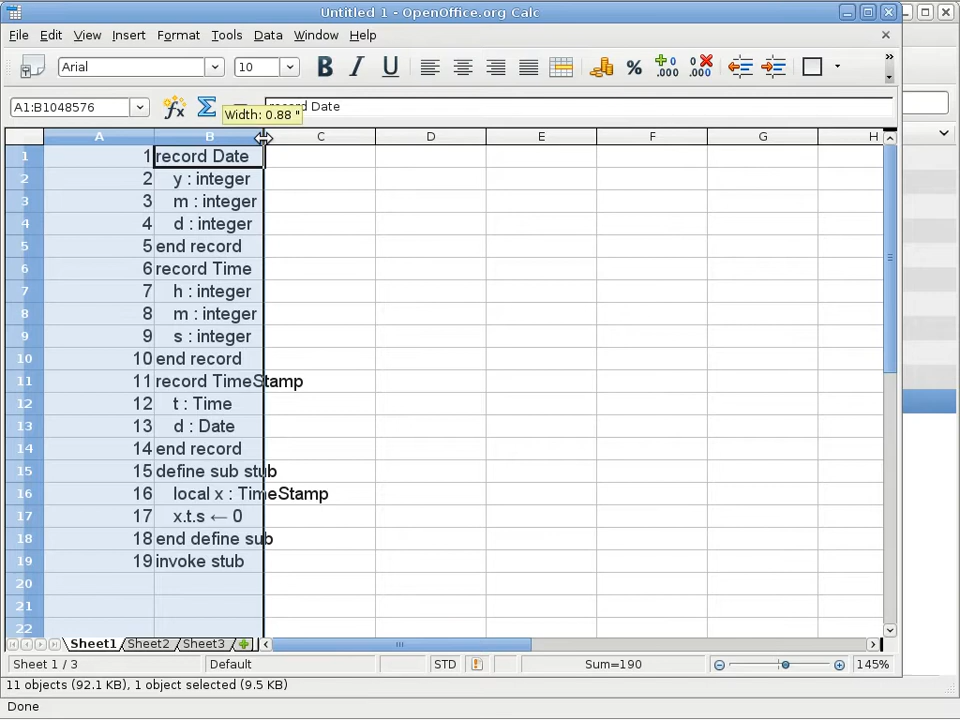 Untitled 1 - OpenOffice.org Calc
File Edit View Insert Format Tools Data Window Help
Arial 10 B I U % .000 .000 »
A1:B1048576 fx Σ = record Date
Width: 0.88 "
A B C D E F G H
1 1 record Date
2 2 y : integer
3 3 m : integer
4 4 d : integer
5 5 end record
6 6 record Time
7 7 h : integer
8 8 m : integer
9 9 s : integer
10 10 end record
11 11 record TimeStamp
12 12 t : Time
13 13 d : Date
14 14 end record
15 15 define sub stub
16 16 local x : TimeStamp
17 17 x.t.s ← 0
18 18 end define sub
19 19 invoke stub
20
21
22
Sheet1 Sheet2 Sheet3
Sheet 1 / 3 Default STD Sum=190 145%
11 objects (92.1 KB), 1 object selected (9.5 KB)
Done